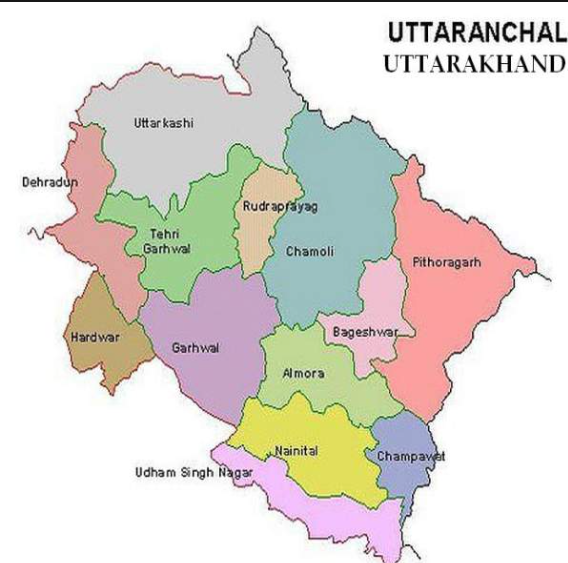 UTTARANCHAL
UTTARAKHAND
Uttarkashi
Dehradun
Rudraprayag
Tehri
Garhwal
Chamoli
Pithoragarh
Hardwar
Garhwal
Bageshwar
Almora
Nainital
Champawat
Udham Singh Nagar